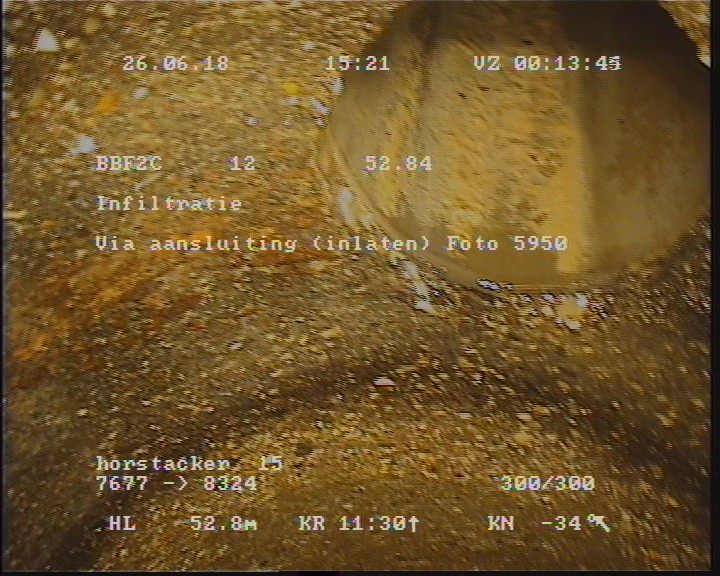 26.06.18 15:21 VZ 00:13:45
BBF2C 12 52.84
Infiltratie
Via aansluiting (inlaten) Foto 5950
horstacker 15
7677 -> 8324 300/300
HL 52.8m KR 11:30↑ KN -34°↖